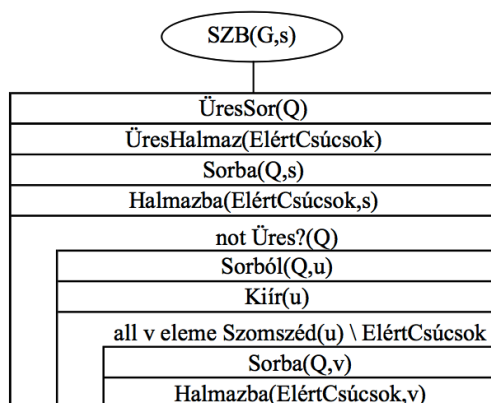 SZB(G,s)
ÜresSor(Q)
ÜresHalmaz(ElértCsúcsok)
Sorba(Q,s)
Halmazba(ElértCsúcsok,s)
not Üres?(Q)
Sorból(Q,u)
Kiír(u)
all v eleme Szomszéd(u) \ ElértCsúcsok
Sorba(Q,v)
Halmazba(ElértCsúcsok,v)